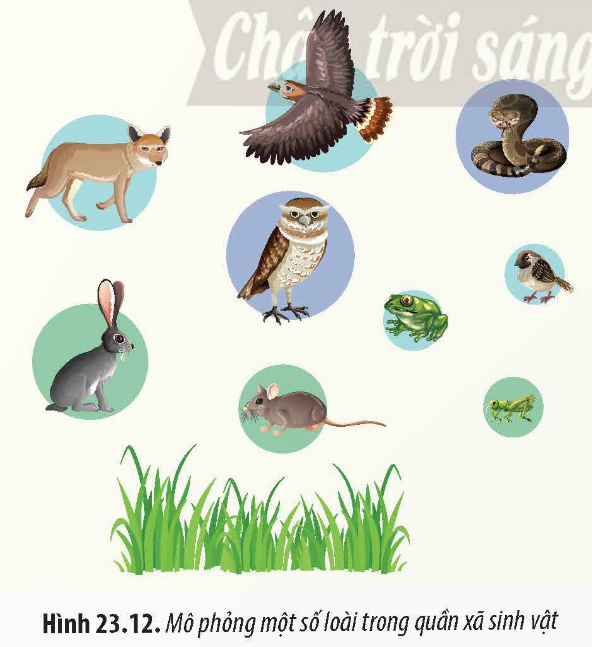 Chân trời sáng
Hình 23.12. Mô phỏng một số loài trong quần xã sinh vật